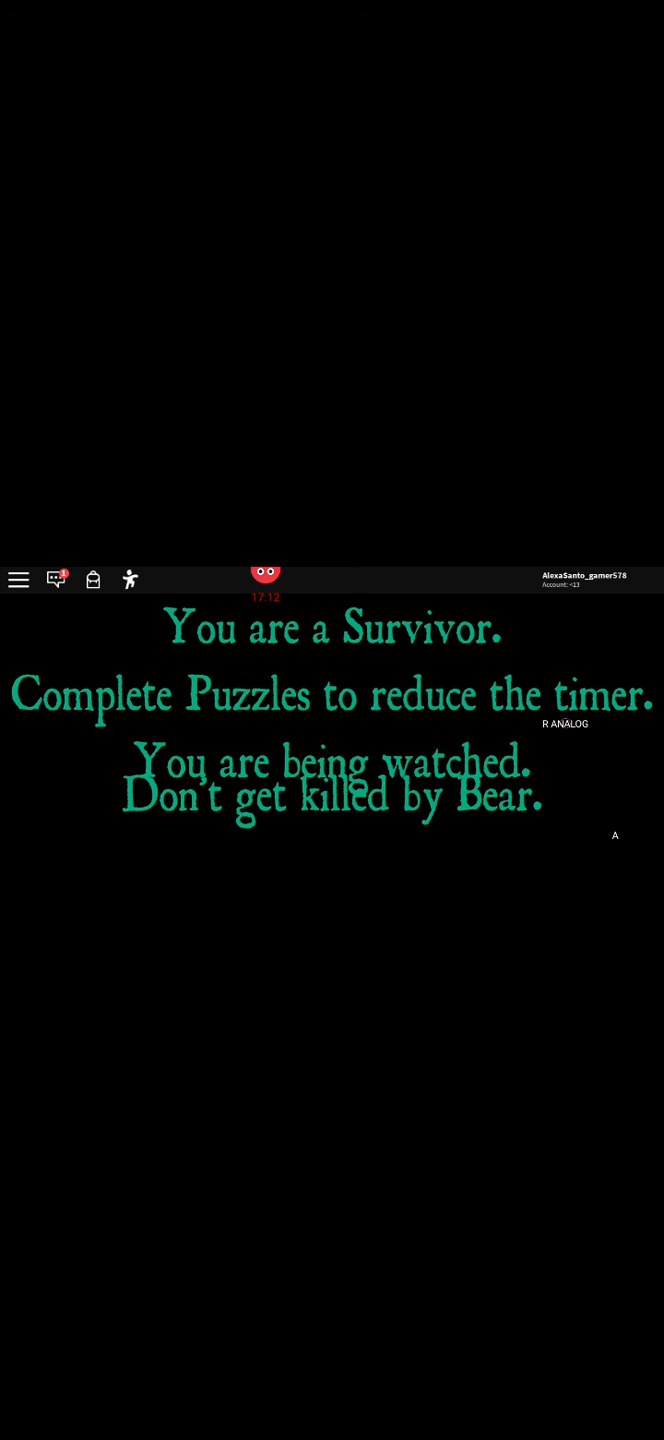 1
AlexaSanto_gamer578
Account: <13
17:12
You are a Survivor.
Complete Puzzles to reduce the timer.
R ANALOG
You are being watched.
Don't get killed by Bear.
A